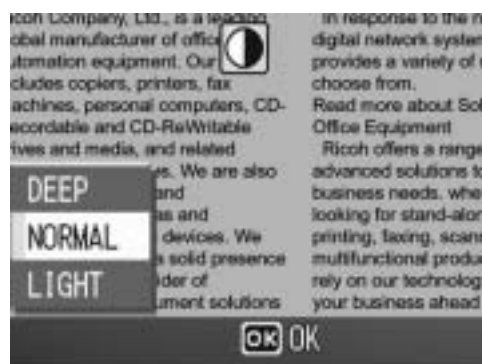 icoh Company, Ltd., is a leading
obal manufacturer of office
utomation equipment. Our
cludes copiers, printers, fax
achines, personal computers, CD-
ecordable and CD-ReWritable
rives and media, and related
es. We are also
and
as and
devices. We
a solid presence
ider of
ument solutions
In response to the n
digital network system
provides a variety of
choose from.
Read more about Sol
Office Equipment
Ricoh offers a range
advanced solutions to
business needs. whe
looking for stand-alon
printing, faxing, scann
multifunctional produ
rely on our technolog
your business ahead
DEEP
NORMAL
LIGHT
OK OK